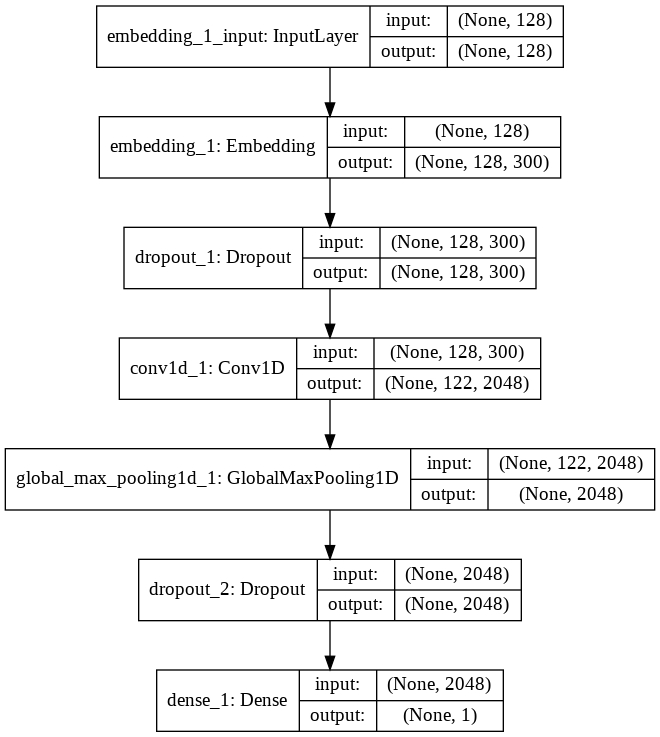 embedding_1_input: InputLayer
input: (None, 128)
output: (None, 128)
embedding_1: Embedding
input: (None, 128)
output: (None, 128, 300)
dropout_1: Dropout
input: (None, 128, 300)
output: (None, 128, 300)
conv1d_1: Conv1D
input: (None, 128, 300)
output: (None, 122, 2048)
global_max_pooling1d_1: GlobalMaxPooling1D
input: (None, 122, 2048)
output: (None, 2048)
dropout_2: Dropout
input: (None, 2048)
output: (None, 2048)
dense_1: Dense
input: (None, 2048)
output: (None, 1)